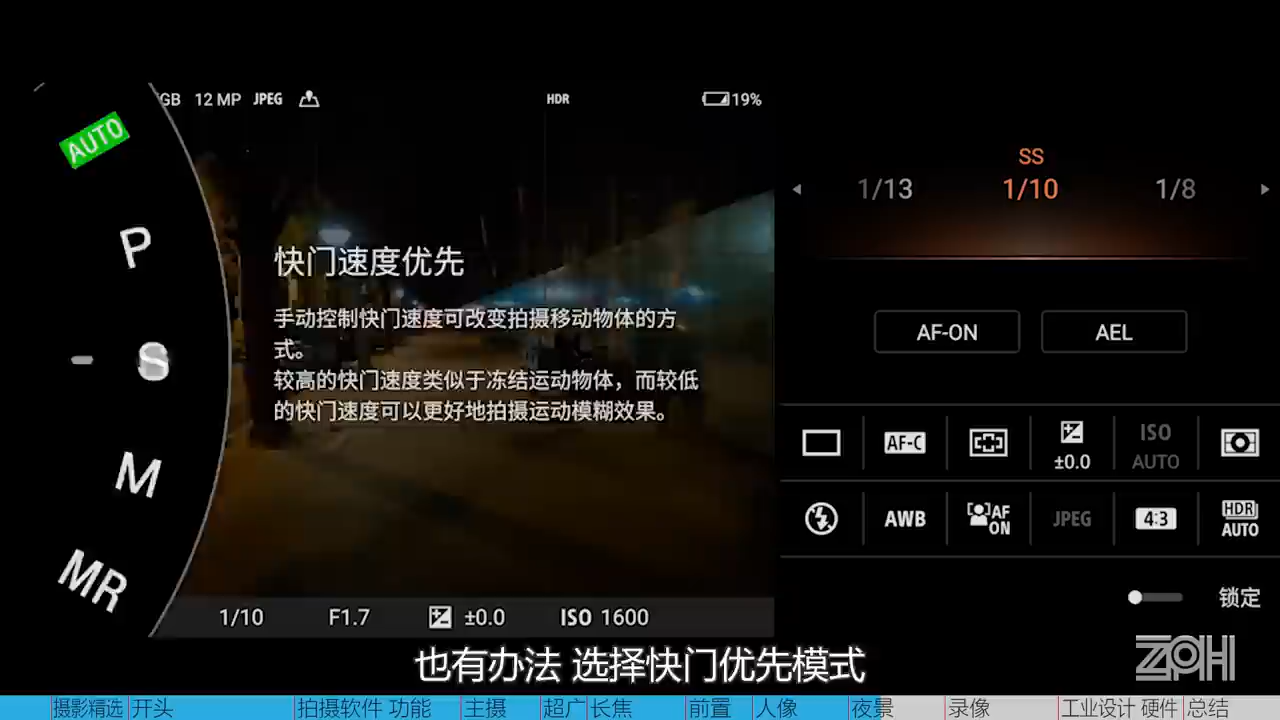 GB 12 MP JPEG HDR 19%
AUTO
P
S
M
MR
快门速度优先
手动控制快门速度可改变拍摄移动物体的方
式。
较高的快门速度类似于冻结运动物体，而较低
的快门速度可以更好地拍摄运动模糊效果。
1/10 F1.7 ±0.0 ISO 1600
SS
1/13 1/10 1/8
AF-ON AEL
AF-C ±0.0 ISO AUTO
AWB AF ON JPEG 4:3 HDR AUTO
锁定
也有办法 选择快门优先模式
ZPHI
摄影精选 开头 拍摄软件 功能 主摄 超广 长焦 前置 人像 夜景 录像 工业设计 硬件 总结